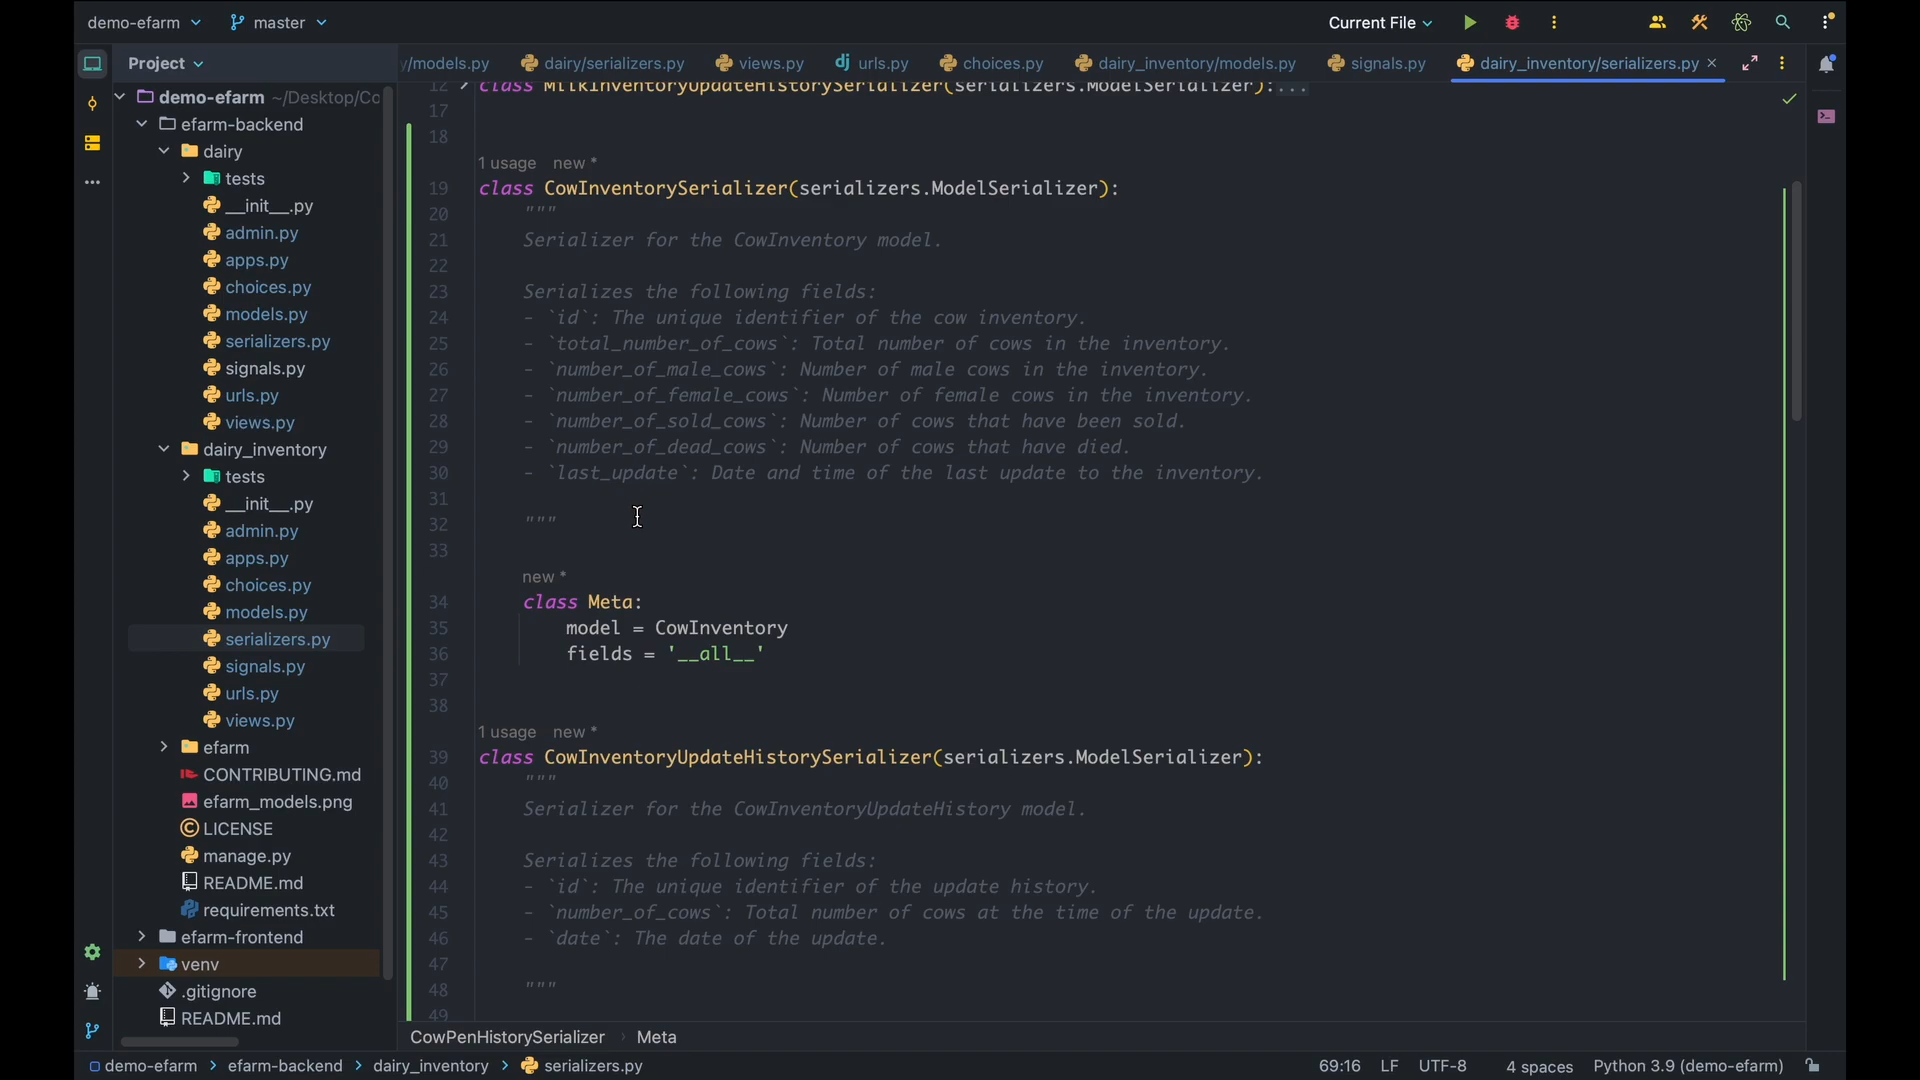 demo-efarm master Current File
Project
y/models.py dairy/serializers.py views.py urls.py choices.py dairy_inventory/models.py signals.py dairy_inventory/serializers.py
demo-efarm ~/Desktop/Co
efarm-backend
dairy
tests
__init__.py
admin.py
apps.py
choices.py
models.py
serializers.py
signals.py
urls.py
views.py
dairy_inventory
tests
__init__.py
admin.py
apps.py
choices.py
models.py
serializers.py
signals.py
urls.py
views.py
efarm
CONTRIBUTING.md
efarm_models.png
LICENSE
manage.py
README.md
requirements.txt
efarm-frontend
venv
.gitignore
README.md
12 class MilkInventoryUpdateHistorySerializer(serializers.ModelSerializer):...
17
18
1 usage new *
19 class CowInventorySerializer(serializers.ModelSerializer):
20 """
21 Serializer for the CowInventory model.
22
23 Serializes the following fields:
24 - `id`: The unique identifier of the cow inventory.
25 - `total_number_of_cows`: Total number of cows in the inventory.
26 - `number_of_male_cows`: Number of male cows in the inventory.
27 - `number_of_female_cows`: Number of female cows in the inventory.
28 - `number_of_sold_cows`: Number of cows that have been sold.
29 - `number_of_dead_cows`: Number of cows that have died.
30 - `last_update`: Date and time of the last update to the inventory.
31
32 """
33
new *
34 class Meta:
35 model = CowInventory
36 fields = '__all__'
37
38
1 usage new *
39 class CowInventoryUpdateHistorySerializer(serializers.ModelSerializer):
40 """
41 Serializer for the CowInventoryUpdateHistory model.
42
43 Serializes the following fields:
44 - `id`: The unique identifier of the update history.
45 - `number_of_cows`: Total number of cows at the time of the update.
46 - `date`: The date of the update.
47
48 """
49
CowPenHistorySerializer › Meta
demo-efarm › efarm-backend › dairy_inventory › serializers.py 69:16 LF UTF-8 4 spaces Python 3.9 (demo-efarm)